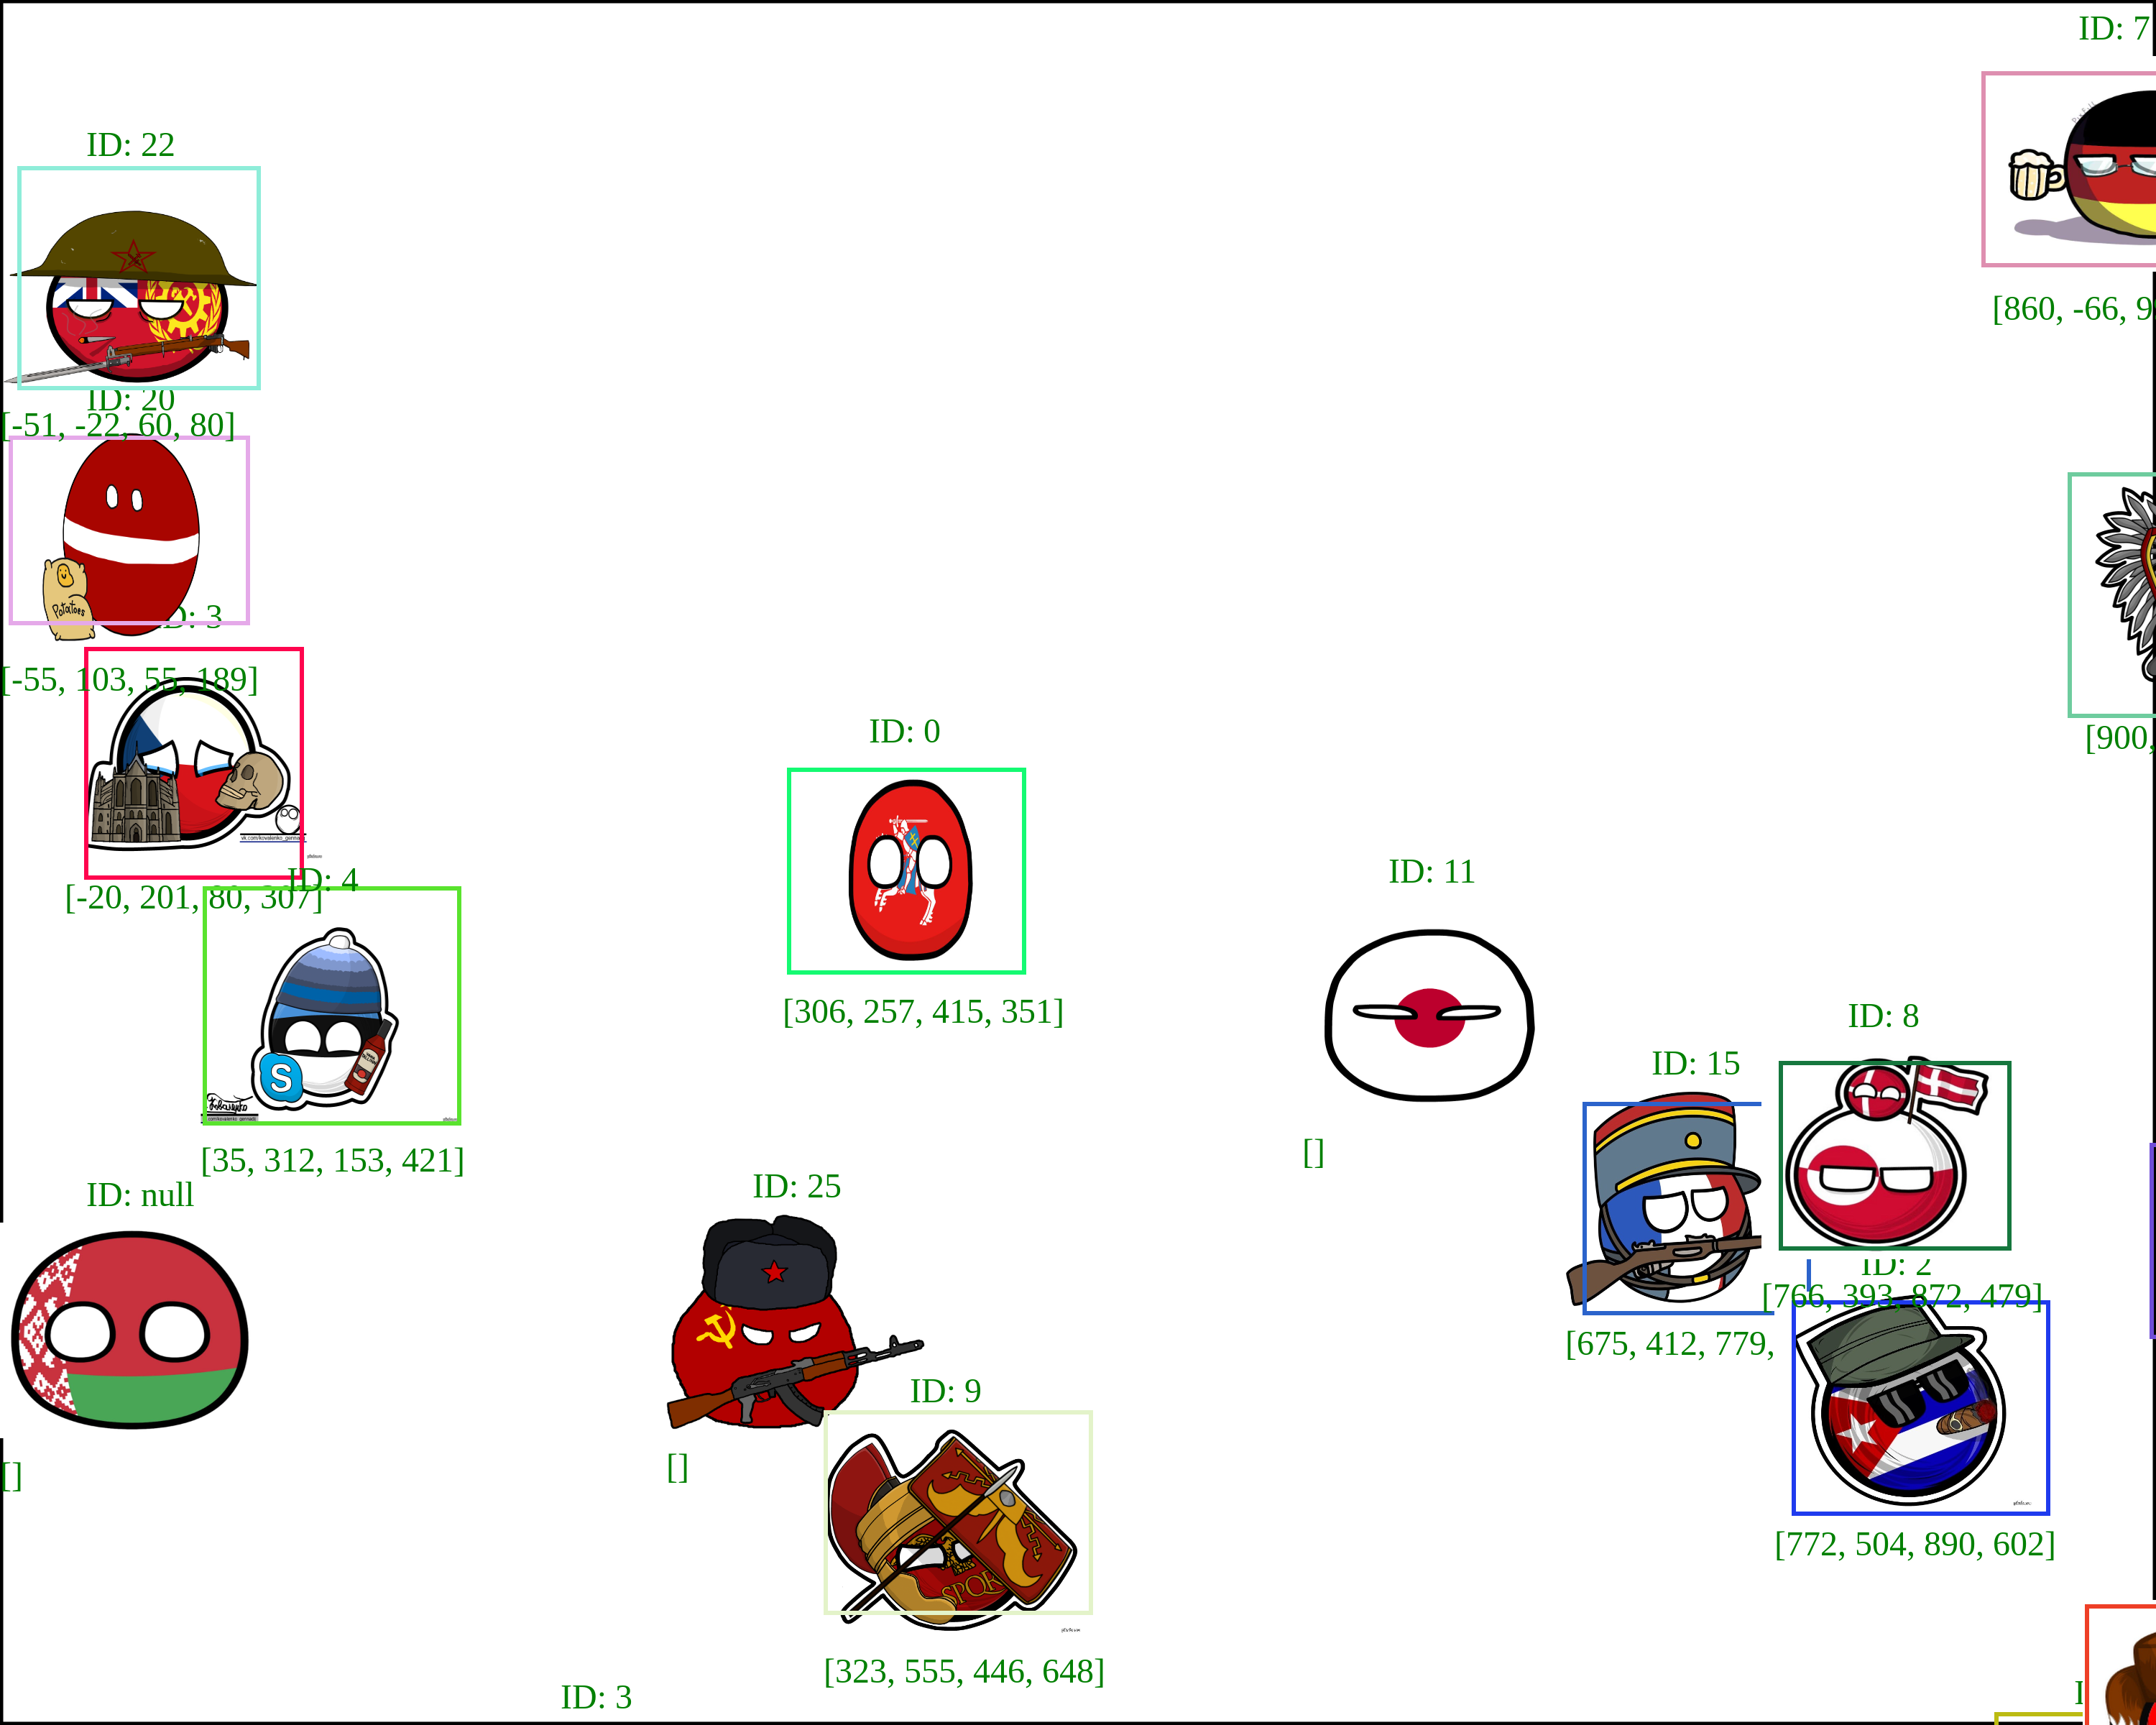 ID: 7
ID: 22
[860, -66, 9
ID: 20
[-51, -22, 60, 80]
Potatoes
ID: 3
[-55, 103, 55, 189]
ID: 0
[900,
ID: 4
[-20, 201, 80, 307]
ID: 11
[306, 257, 415, 351]
ID: 8
ID: 15
S
[]
[35, 312, 153, 421]
ID: 25
ID: null
ID: 2
[766, 393, 872, 479]
[675, 412, 779,
ID: 9
[]
[]
SPQR
[772, 504, 890, 602]
[323, 555, 446, 648]
ID: 3